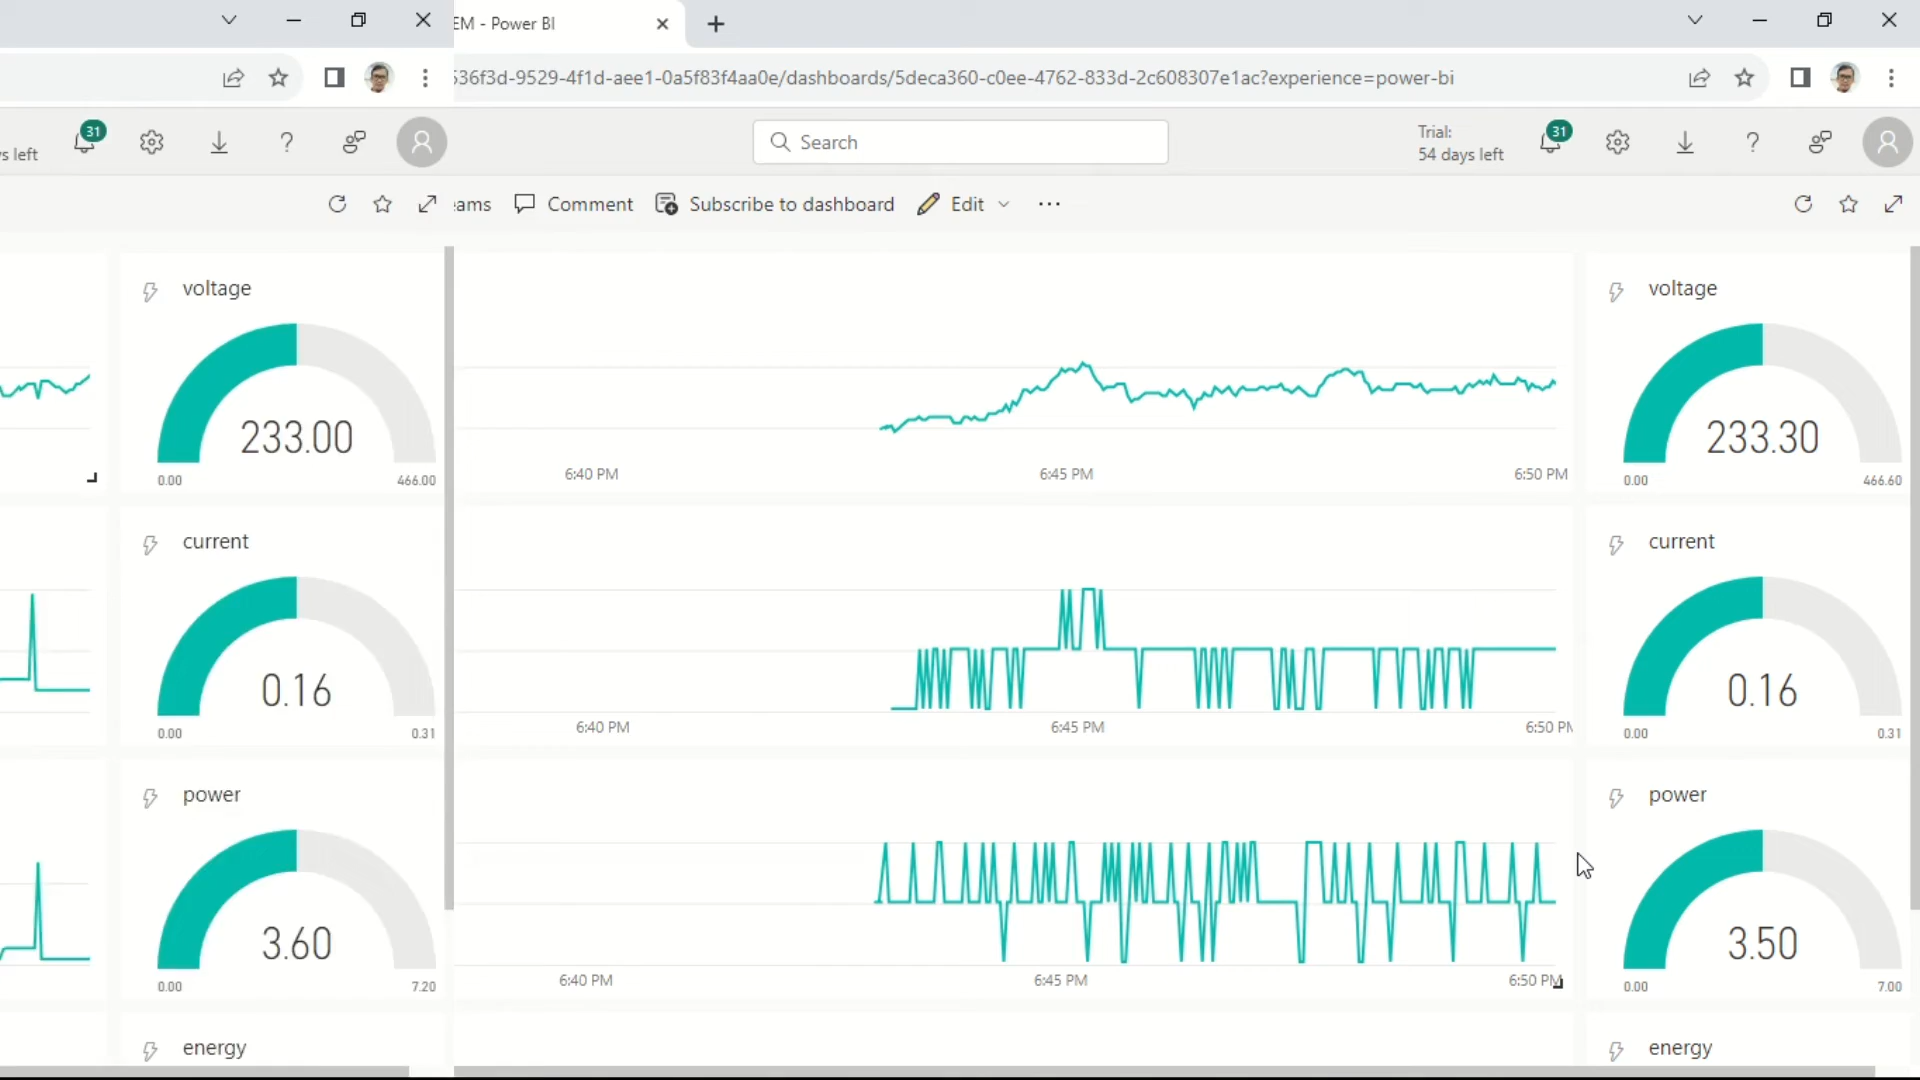 EM - Power BI
536f3d-9529-4f1d-aee1-0a5f83f4aa0e/dashboards/5deca360-c0ee-4762-833d-2c608307e1ac?experience=power-bi
s left
31
Search
Trial:
54 days left
31
eams
Comment
Subscribe to dashboard
Edit
voltage
233.00
0.00
466.00
6:40 PM
6:45 PM
6:50 PM
voltage
233.30
0.00
466.60
current
0.16
0.00
0.31
6:40 PM
6:45 PM
6:50 PM
current
0.16
0.00
0.31
power
3.60
0.00
7.20
6:40 PM
6:45 PM
6:50 PM
power
3.50
0.00
7.00
energy
energy